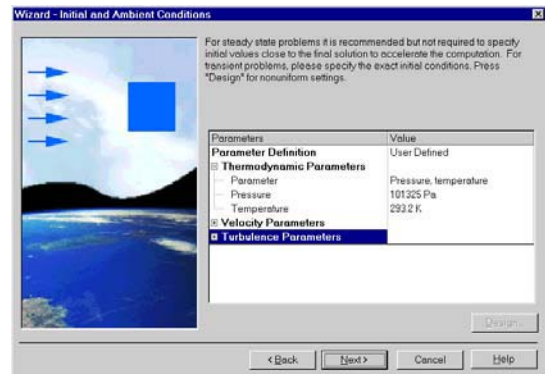 Wizard - Initial and Ambient Conditions
For steady state problems it is recommended but not required to specify
initial values close to the final solution to accelerate the computation. For
transient problems, please specify the exact initial conditions. Press
"Design" for nonuniform settings.
Parameters Value
Parameter Definition User Defined
Thermodynamic Parameters
Parameter Pressure, temperature
Pressure 101325 Pa
Temperature 293.2 K
Velocity Parameters
Turbulence Parameters
Design...
< Back Next > Cancel Help